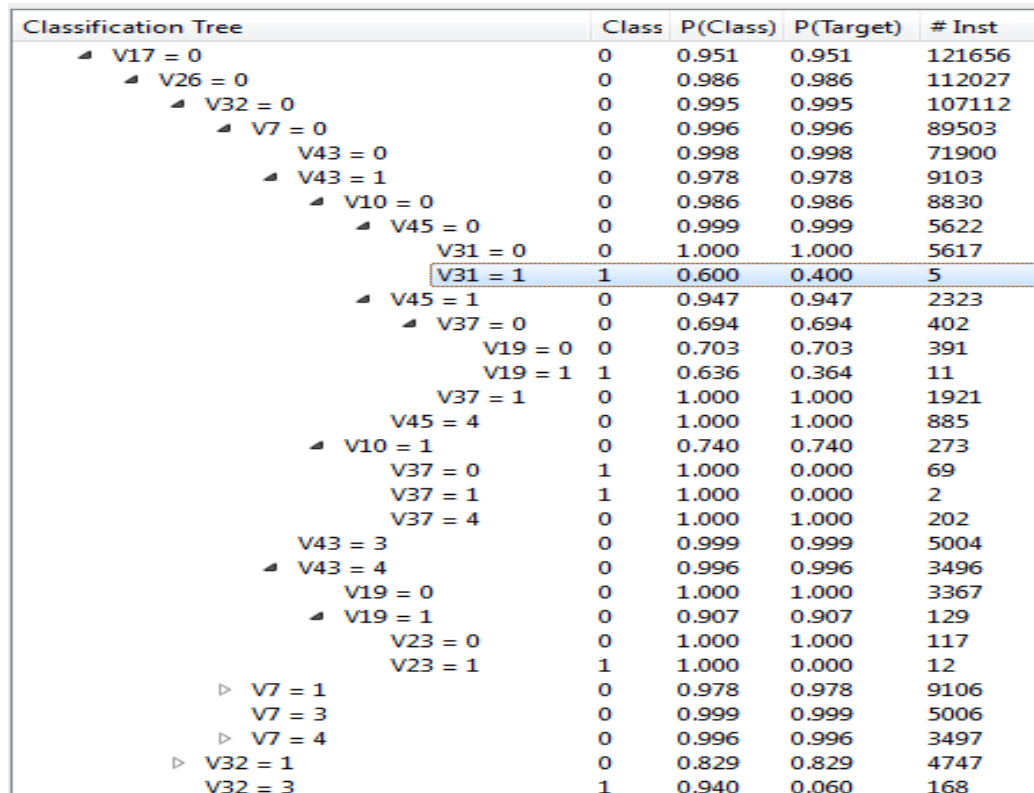 Classification Tree Class P(Class) P(Target) # Inst
V17 = 0 0 0.951 0.951 121656
V26 = 0 0 0.986 0.986 112027
V32 = 0 0 0.995 0.995 107112
V7 = 0 0 0.996 0.996 89503
V43 = 0 0 0.998 0.998 71900
V43 = 1 0 0.978 0.978 9103
V10 = 0 0 0.986 0.986 8830
V45 = 0 0 0.999 0.999 5622
V31 = 0 0 1.000 1.000 5617
V31 = 1 1 0.600 0.400 5
V45 = 1 0 0.947 0.947 2323
V37 = 0 0 0.694 0.694 402
V19 = 0 0 0.703 0.703 391
V19 = 1 1 0.636 0.364 11
V37 = 1 0 1.000 1.000 1921
V45 = 4 0 1.000 1.000 885
V10 = 1 0 0.740 0.740 273
V37 = 0 1 1.000 0.000 69
V37 = 1 1 1.000 0.000 2
V37 = 4 0 1.000 1.000 202
V43 = 3 0 0.999 0.999 5004
V43 = 4 0 0.996 0.996 3496
V19 = 0 0 1.000 1.000 3367
V19 = 1 0 0.907 0.907 129
V23 = 0 0 1.000 1.000 117
V23 = 1 1 1.000 0.000 12
V7 = 1 0 0.978 0.978 9106
V7 = 3 0 0.999 0.999 5006
V7 = 4 0 0.996 0.996 3497
V32 = 1 0 0.829 0.829 4747
V32 = 3 1 0.940 0.060 168